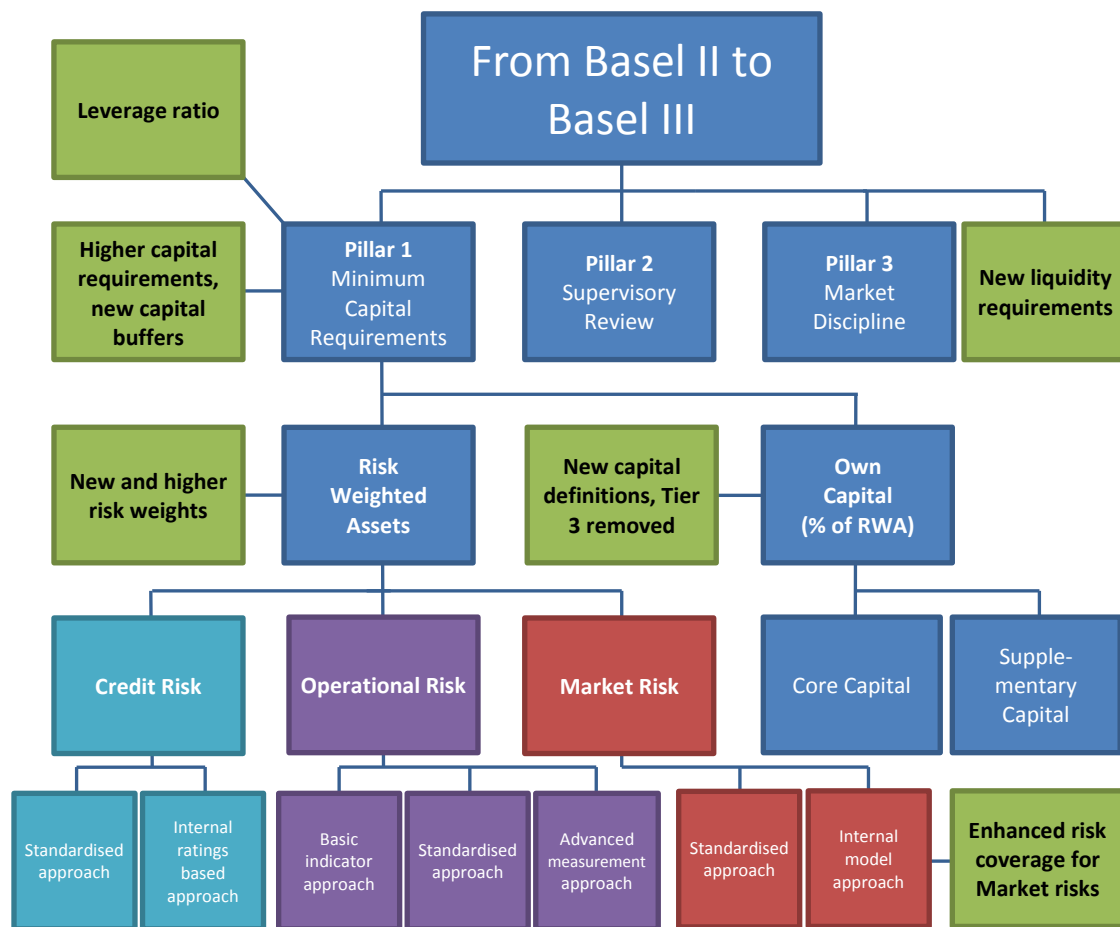 From Basel II to
Basel III
Leverage ratio
Higher capital
requirements,
new capital
buffers
Pillar 1
Minimum
Capital
Requirements
Pillar 2
Supervisory
Review
Pillar 3
Market
Discipline
New liquidity
requirements
New and higher
risk weights
Risk
Weighted
Assets
New capital
definitions, Tier
3 removed
Own
Capital
(% of RWA)
Credit Risk
Operational Risk
Market Risk
Core Capital
Supple-
mentary
Capital
Standardised
approach
Internal
ratings
based
approach
Basic
indicator
approach
Standardised
approach
Advanced
measurement
approach
Standardised
approach
Internal
model
approach
Enhanced risk
coverage for
Market risks